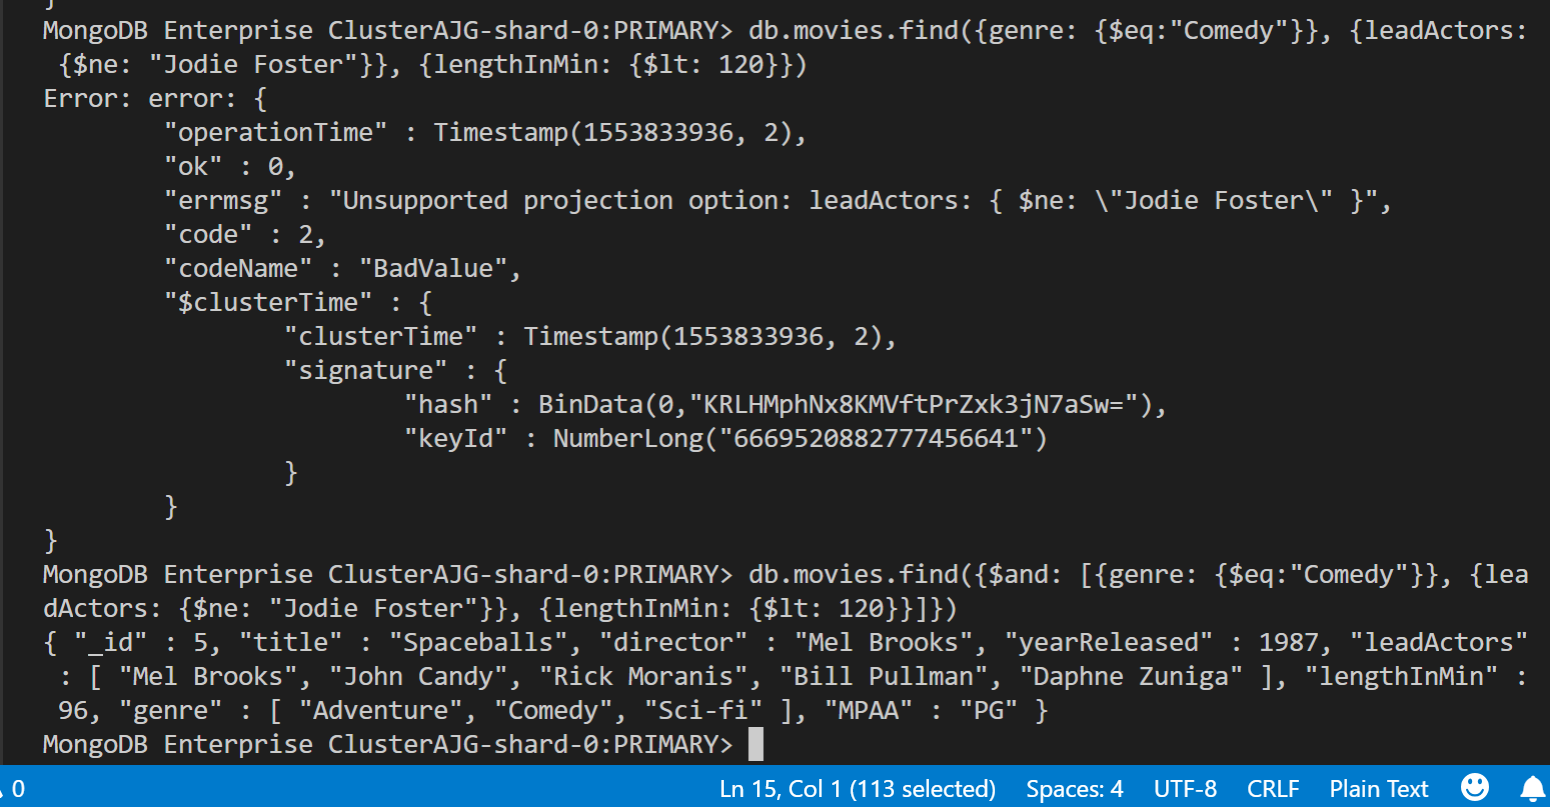 }
MongoDB Enterprise ClusterAJG-shard-0:PRIMARY> db.movies.find({genre: {$eq:"Comedy"}}, {leadActors:
{$ne: "Jodie Foster"}}, {lengthInMin: {$lt: 120}})
Error: error: {
"operationTime" : Timestamp(1553833936, 2),
"ok" : 0,
"errmsg" : "Unsupported projection option: leadActors: { $ne: \"Jodie Foster\" }",
"code" : 2,
"codeName" : "BadValue",
"$clusterTime" : {
"clusterTime" : Timestamp(1553833936, 2),
"signature" : {
"hash" : BinData(0,"KRLHMphNx8KMVftPrZxk3jN7aSw="),
"keyId" : NumberLong("6669520882777456641")
}
}
}
MongoDB Enterprise ClusterAJG-shard-0:PRIMARY> db.movies.find({$and: [{genre: {$eq:"Comedy"}}, {lea
dActors: {$ne: "Jodie Foster"}}, {lengthInMin: {$lt: 120}}]})
{ "_id" : 5, "title" : "Spaceballs", "director" : "Mel Brooks", "yearReleased" : 1987, "leadActors"
: [ "Mel Brooks", "John Candy", "Rick Moranis", "Bill Pullman", "Daphne Zuniga" ], "lengthInMin" :
96, "genre" : [ "Adventure", "Comedy", "Sci-fi" ], "MPAA" : "PG" }
MongoDB Enterprise ClusterAJG-shard-0:PRIMARY>
0 Ln 15, Col 1 (113 selected) Spaces: 4 UTF-8 CRLF Plain Text